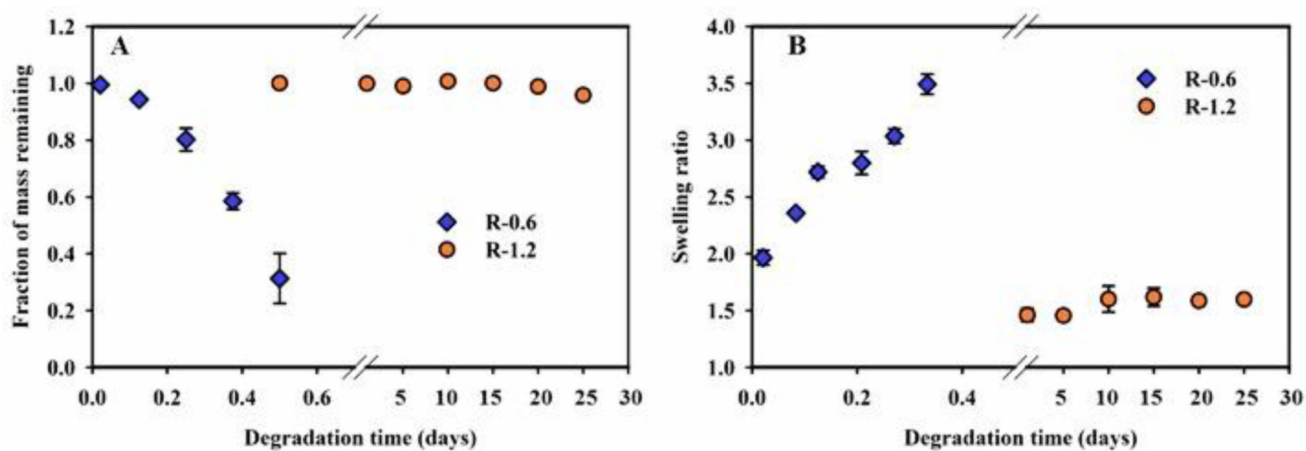 A
Fraction of mass remaining
1.2
1.0
0.8
0.6
0.4
0.2
0.0
R-0.6
R-1.2
0.0 0.2 0.4 0.6 5 10 15 20 25 30
Degradation time (days)
B
Swelling ratio
4.0
3.5
3.0
2.5
2.0
1.5
1.0
R-0.6
R-1.2
0.0 0.2 0.4 5 10 15 20 25 30
Degradation time (days)